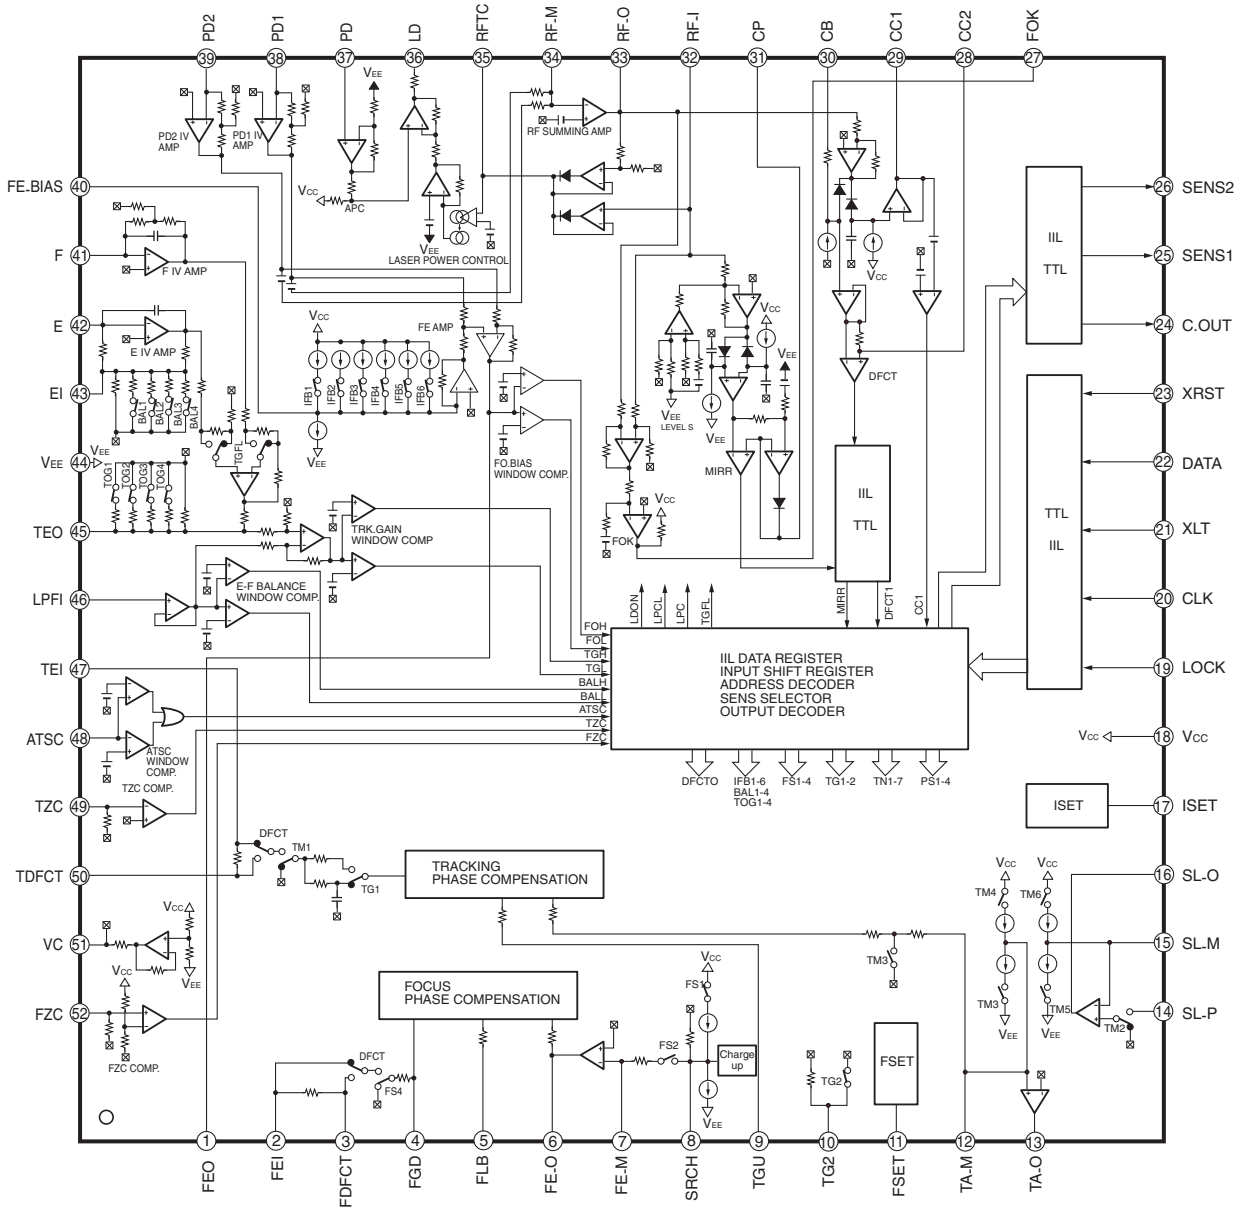 PD2
PD1
PD
LD
RFTC
RF-M
RF-O
RF-I
CP
CB
CC1
CC2
FOK
39
38
37
36
35
34
33
32
31
30
29
28
27
VEE
PD2 IV
AMP
PD1 IV
AMP
RF SUMMING AMP
VCC
APC
VEE
LASER POWER CONTROL
VCC
IIL
TTL
FE-BIAS
40
F
41
F IV AMP
E
42
E IV AMP
EI
43
BAL1
BAL2
BAL3
BAL4
VEE
44
VEE
TOG1
TOG2
TOG3
TOG4
TGFL
TEO
45
LPFI
46
TEI
47
ATSC
48
TZC
49
TDFCT
50
VC
51
FZC
52
26
SENS2
25
SENS1
24
C.OUT
23
XRST
22
DATA
21
XLT
20
CLK
19
LOCK
18
VCC
VCC
17
ISET
ISET
16
SL-O
15
SL-M
14
SL-P
VCC
FE AMP
IFB1
IFB2
IFB3
IFB4
IFB5
IFB6
VEE
FO.BIAS
WINDOW COMP.
VEE
LEVEL S
VEE
VCC
VEE
DFCT
MIRR
IIL
TTL
TTL
IIL
VCC
FOK
TRK.GAIN
WINDOW COMP
E-F BALANCE
WINDOW COMP.
ATSC
WINDOW
COMP.
TZC COMP.
LDON
LPCL
LPC
TGFL
MIRR
DFCT1
CC1
FOH
FOL
TGH
TGL
BALH
BALL
ATSC
TZC
FZC
IIL DATA REGISTER
INPUT SHIFT REGISTER
ADDRESS DECODER
SENS SELECTOR
OUTPUT DECODER
DFCTO
IFB1-6
BAL1-4
TOG1-4
FS1-4
TG1-2
TN1-7
PS1-4
DFCT
TM1
TG1
TRACKING
PHASE COMPENSATION
VCC
VEE
VCC
FZC COMP.
FOCUS
PHASE COMPENSATION
DFCT
FS4
VCC
FS1
FS2
Charge
up
VEE
TM3
TG2
FSET
VCC
TM4
TM3
VEE
VCC
TM6
TM5
VEE
TM2
1
2
3
4
5
6
7
8
9
10
11
12
13
FEO
FEI
FDFCT
FGD
FLB
FE-O
FE-M
SRCH
TGU
TG2
FSET
TA-M
TA-O